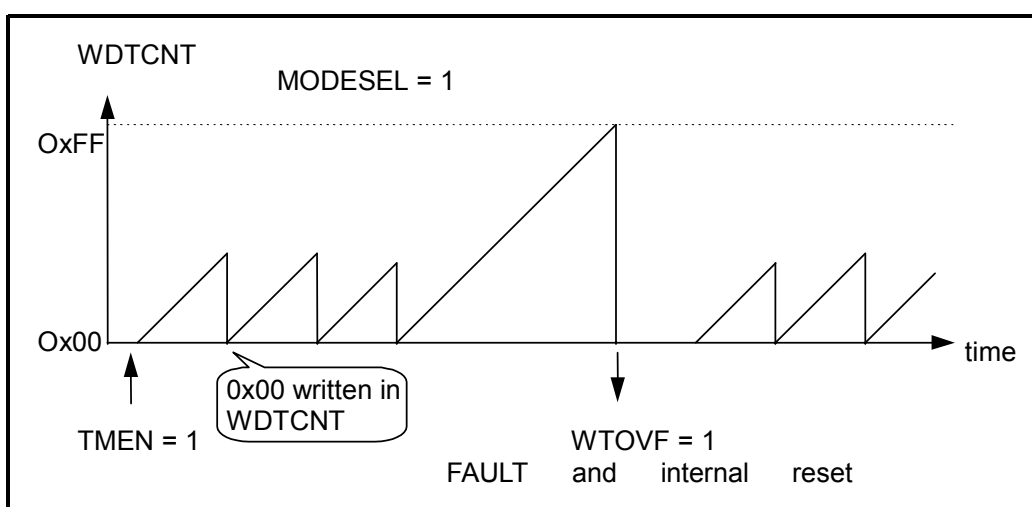 WDTCNT
MODESEL = 1
OxFF
Ox00
time
0x00 written in
WDTCNT
TMEN = 1
WTOVF = 1
FAULT and internal reset